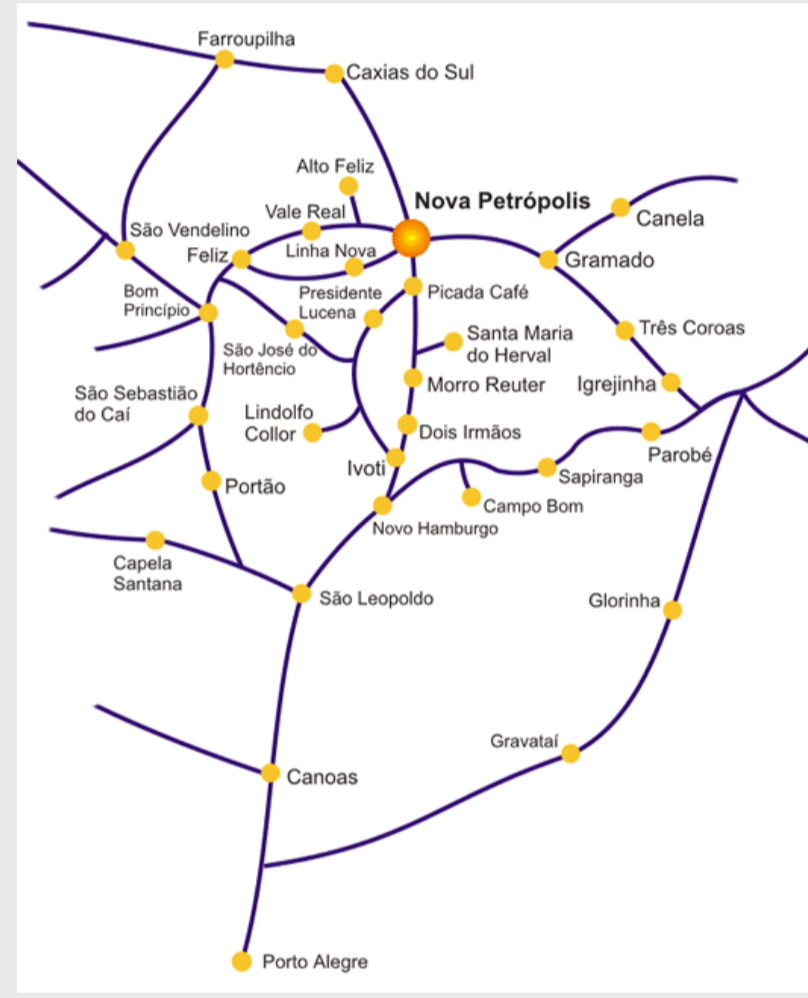 Farroupilha
Caxias do Sul
Alto Feliz
Nova Petrópolis
Vale Real
Canela
São Vendelino
Feliz
Linha Nova
Gramado
Bom
Princípio
Presidente
Lucena
Picada Café
São José do
Hortêncio
Santa Maria
do Herval
Três Coroas
Morro Reuter
Igrejinha
São Sebastião
do Caí
Lindolfo
Collor
Dois Irmãos
Parobé
Ivoti
Sapiranga
Portão
Campo Bom
Novo Hamburgo
Capela
Santana
São Leopoldo
Glorinha
Gravataí
Canoas
Porto Alegre